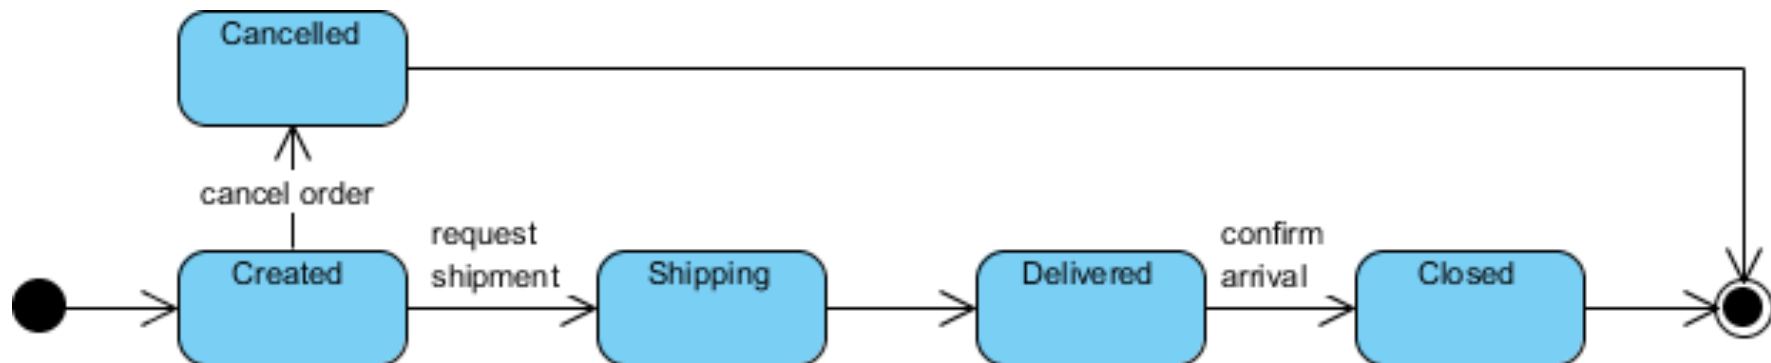 Cancelled
cancel order
request
shipment
confirm
arrival
Created
Shipping
Delivered
Closed